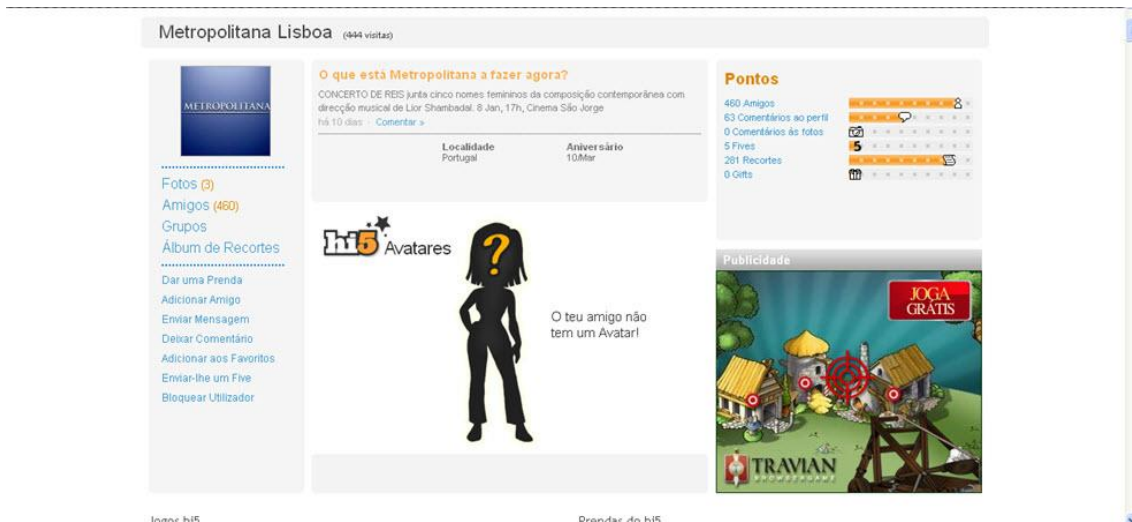 Metropolitana Lisboa (444 visitas)
METROPOLITANA
Fotos (3)
Amigos (460)
Grupos
Álbum de Recortes
Dar uma Prenda
Adicionar Amigo
Enviar Mensagem
Deixar Comentário
Adicionar aos Favoritos
Enviar-lhe um Five
Bloquear Utilizador
O que está Metropolitana a fazer agora?
CONCERTO DE REIS junta cinco nomes femininos da composição contemporânea com
direcção musical de Lior Shambadal. 8 Jan, 17h, Cinema São Jorge
há 10 dias · Comentar »
Localidade
Portugal
Aniversário
10/Mar
hi5 Avatares
?
O teu amigo não
tem um Avatar!
Pontos
460 Amigos
63 Comentários ao perfil
0 Comentários às fotos
5 Fives
5
281 Recortes
0 Gifts
Publicidade
JOGA
GRÁTIS
TRAVIAN
BROWSERGAME
Jogos hi5
Prendas do hi5